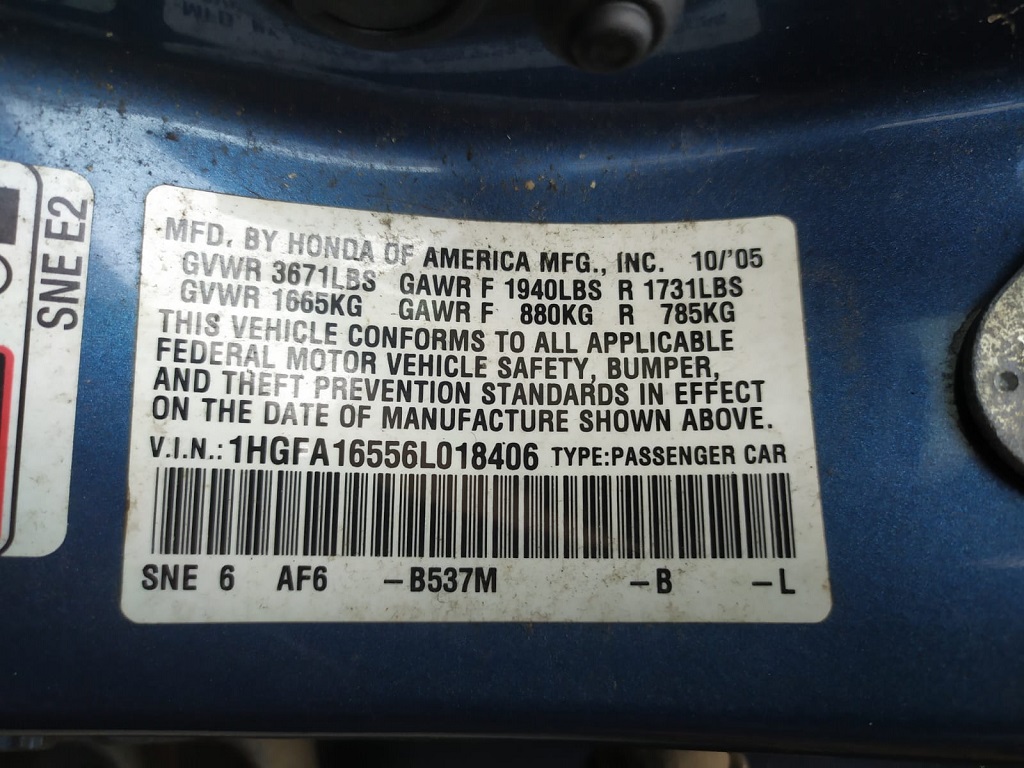 SNE E2
MFD. BY HONDA OF AMERICA MFG., INC. 10/'05
GVWR 3671LBS GAWR F 1940LBS R 1731LBS
GVWR 1665KG GAWR F 880KG R 785KG
THIS VEHICLE CONFORMS TO ALL APPLICABLE
FEDERAL MOTOR VEHICLE SAFETY, BUMPER,
AND THEFT PREVENTION STANDARDS IN EFFECT
ON THE DATE OF MANUFACTURE SHOWN ABOVE.
V.I.N.: 1HGFA16556L018406 TYPE:PASSENGER CAR
SNE 6 AF6 -B537M -B -L